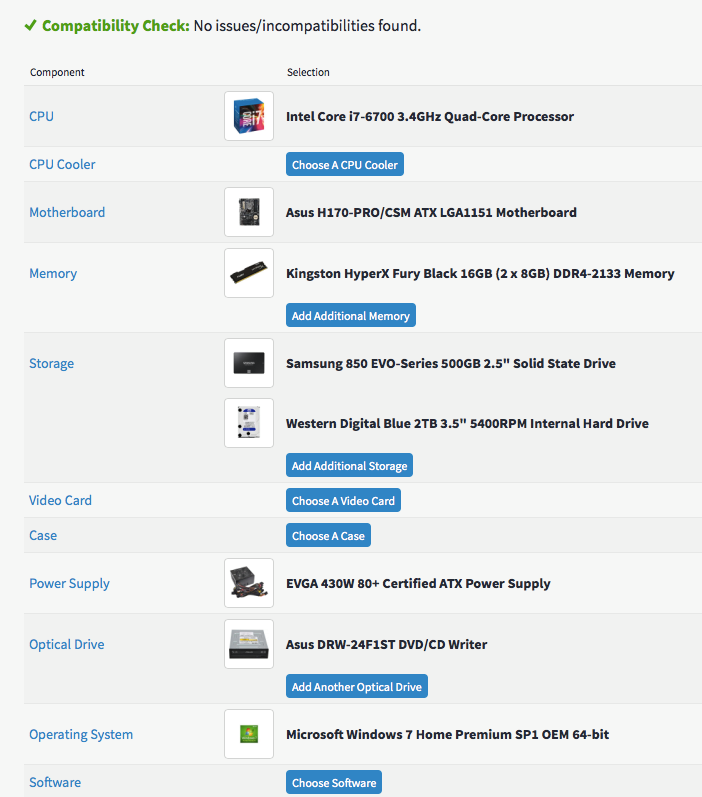 ✔ Compatibility Check: No issues/incompatibilities found.
Component Selection
CPU Intel Core i7-6700 3.4GHz Quad-Core Processor
CPU Cooler Choose A CPU Cooler
Motherboard Asus H170-PRO/CSM ATX LGA1151 Motherboard
Memory Kingston HyperX Fury Black 16GB (2 x 8GB) DDR4-2133 Memory
Add Additional Memory
Storage Samsung 850 EVO-Series 500GB 2.5" Solid State Drive
Western Digital Blue 2TB 3.5" 5400RPM Internal Hard Drive
Add Additional Storage
Video Card Choose A Video Card
Case Choose A Case
Power Supply EVGA 430W 80+ Certified ATX Power Supply
Optical Drive Asus DRW-24F1ST DVD/CD Writer
Add Another Optical Drive
Operating System Microsoft Windows 7 Home Premium SP1 OEM 64-bit
Software Choose Software